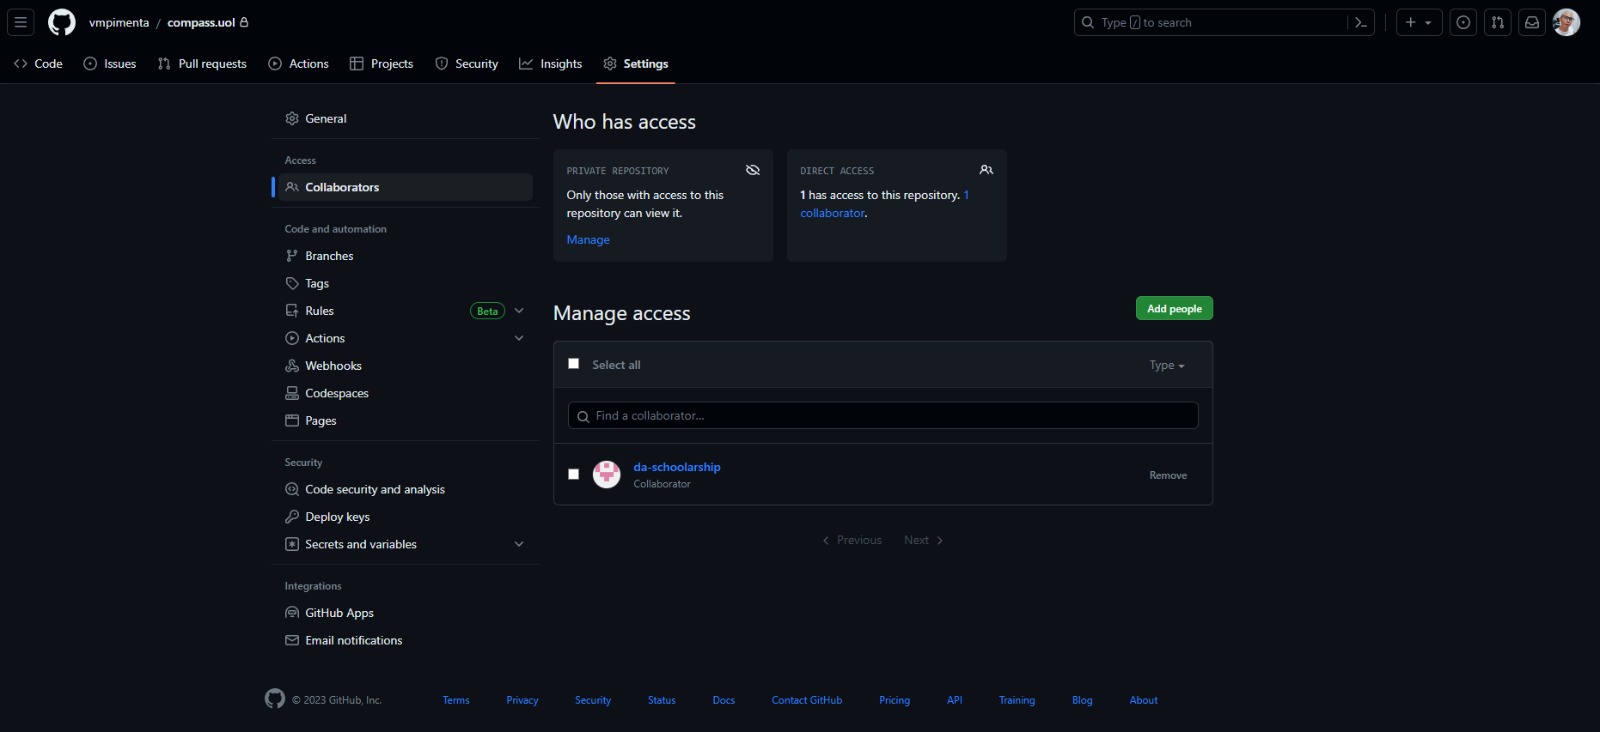 vmpimenta / compass.uol
Type / to search
Code Issues Pull requests Actions Projects Security Insights Settings
General
Access
Collaborators
Code and automation
Branches
Tags
Rules Beta
Actions
Webhooks
Codespaces
Pages
Security
Code security and analysis
Deploy keys
Secrets and variables
Integrations
GitHub Apps
Email notifications
Who has access
PRIVATE REPOSITORY
Only those with access to this
repository can view it.
Manage
DIRECT ACCESS
1 has access to this repository. 1
collaborator.
Manage access
Add people
Select all
Type
Find a collaborator...
da-schoolarship
Collaborator
Remove
Previous Next
© 2023 GitHub, Inc. Terms Privacy Security Status Docs Contact GitHub Pricing API Training Blog About